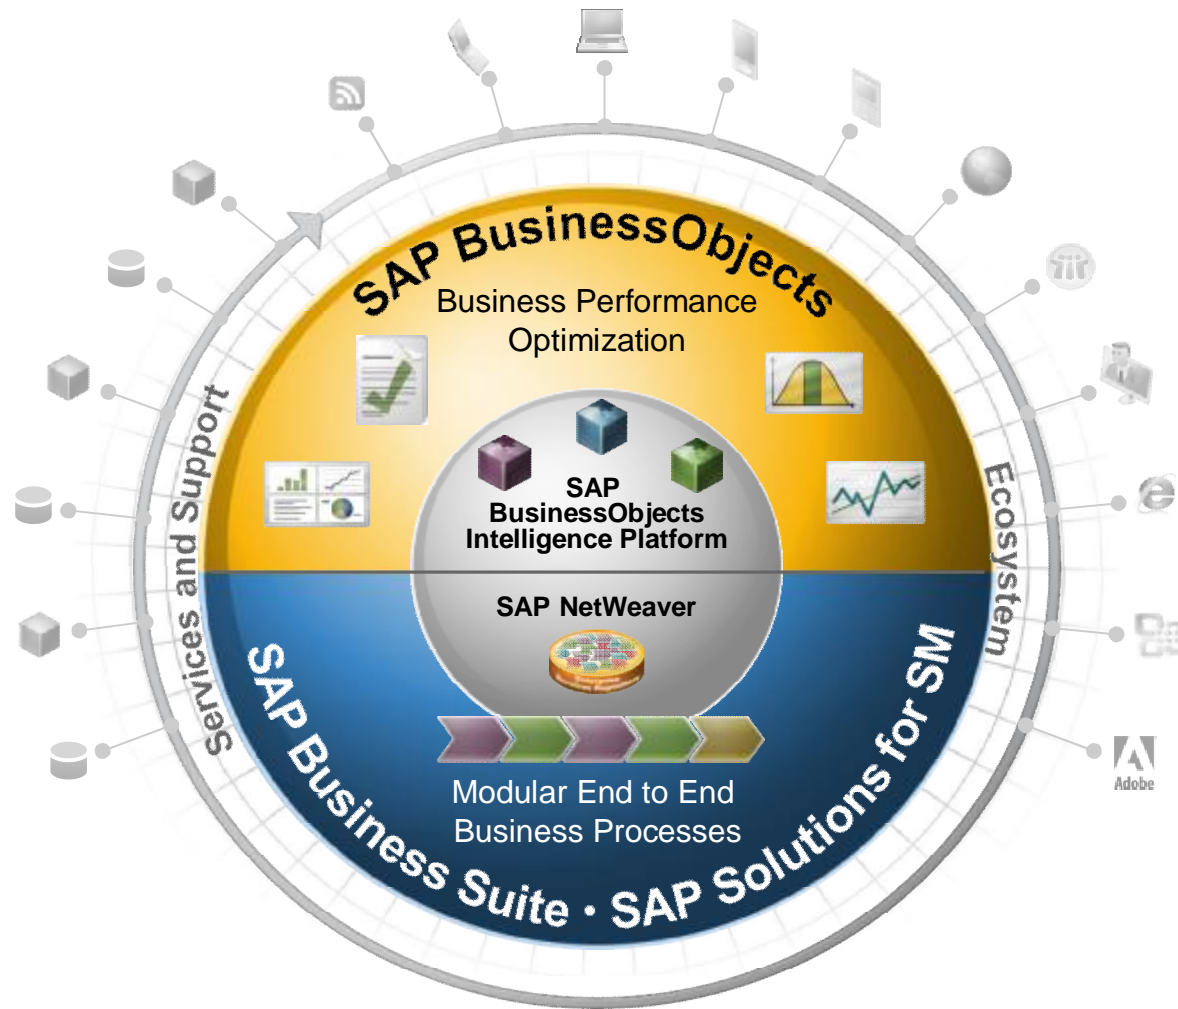 SAP BusinessObjects
Business Performance
Optimization
SAP
BusinessObjects
Intelligence Platform
SAP NetWeaver
Modular End to End
Business Processes
SAP Business Suite · SAP Solutions for SM
Services and Support
Ecosystem
Adobe